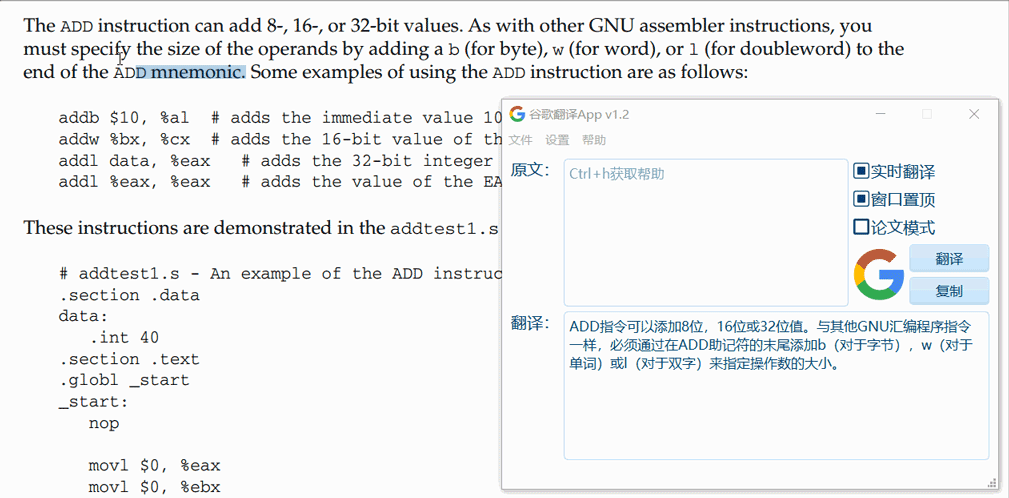 The ADD instruction can add 8-, 16-, or 32-bit values. As with other GNU assembler instructions, you
must specify the size of the operands by adding a b (for byte), w (for word), or l (for doubleword) to the
end of the ADD mnemonic. Some examples of using the ADD instruction are as follows:
addb $10, %al # adds the immediate value 10
addw %bx, %cx # adds the 16-bit value of th
addl data, %eax # adds the 32-bit integer
addl %eax, %eax # adds the value of the EA
These instructions are demonstrated in the addtest1.s
# addtest1.s - An example of the ADD instruc
.section .data
data:
.int 40
.section .text
.globl _start
_start:
nop
movl $0, %eax
movl $0, %ebx
谷歌翻译App v1.2
文件 设置 帮助
原文：
Ctrl+h获取帮助
实时翻译
窗口置顶
论文模式
翻译
复制
翻译：
ADD指令可以添加8位，16位或32位值。与其他GNU汇编程序指令
一样，必须通过在ADD助记符的末尾添加b（对于字节），w（对于
单词）或l（对于双字）来指定操作数的大小。